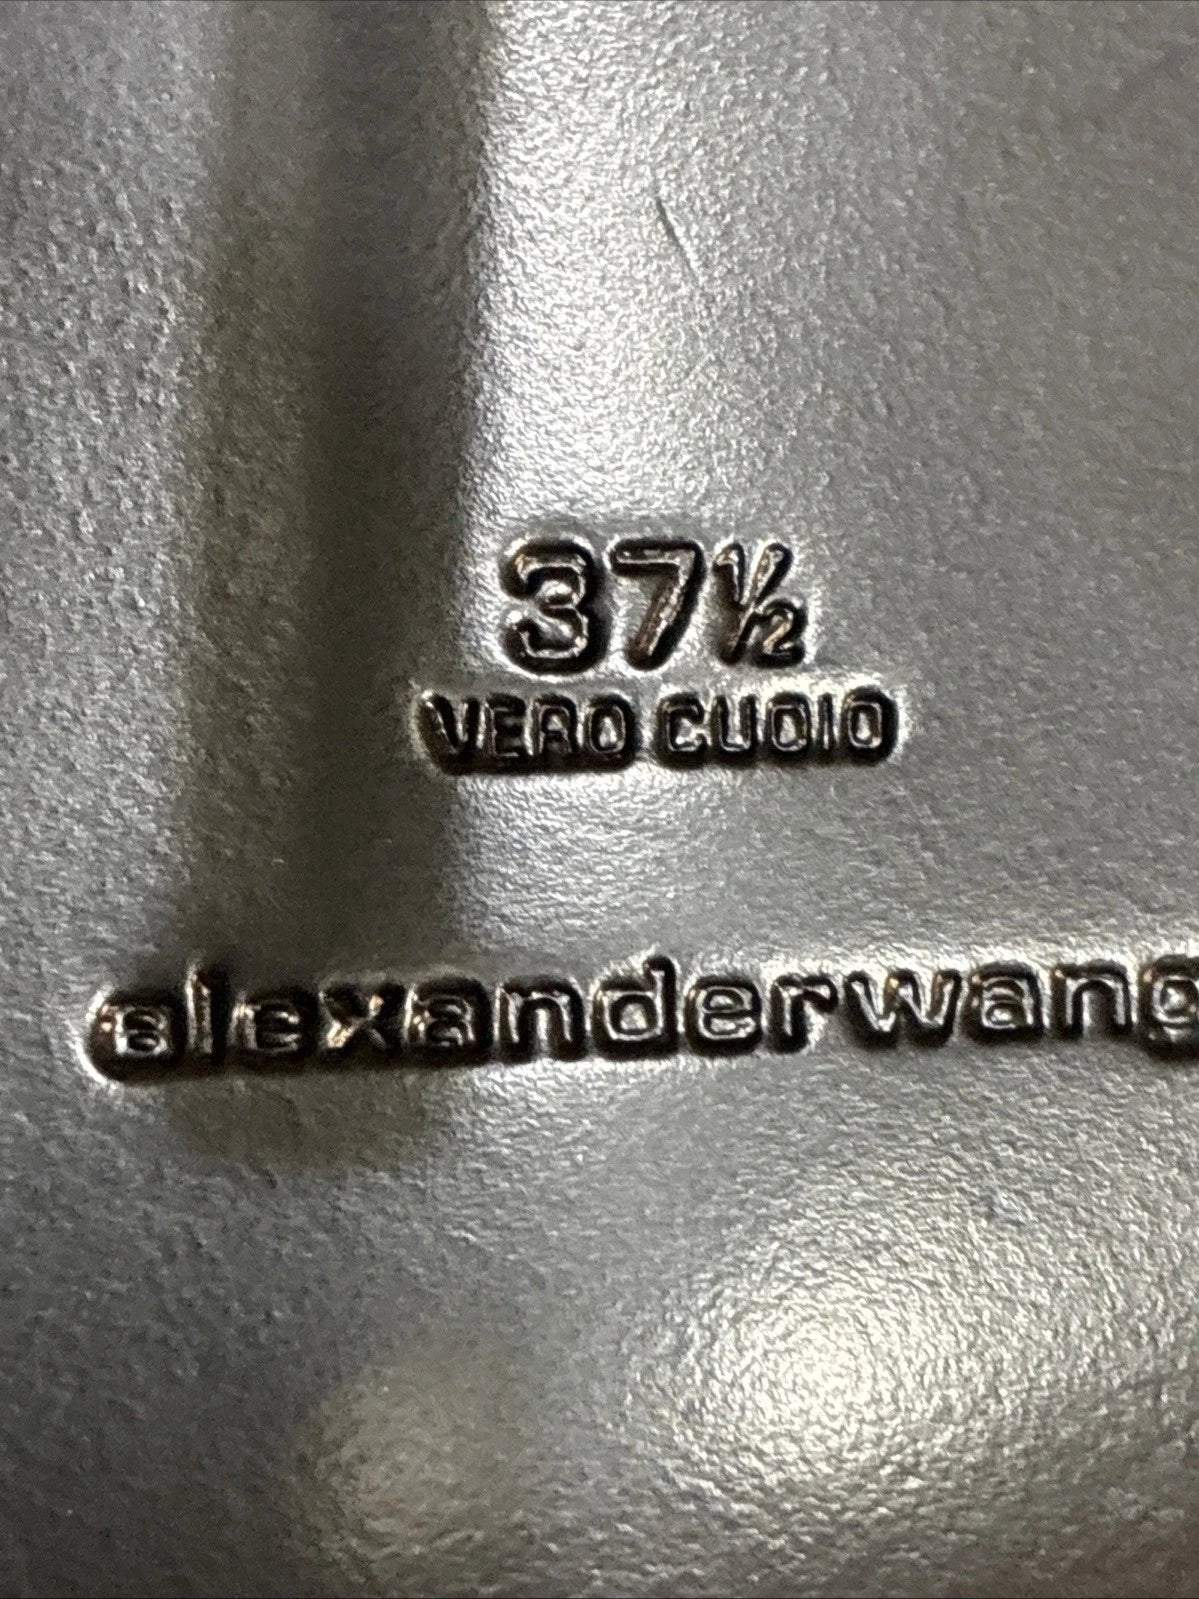 37½
VERO CUOIO
alexanderwang